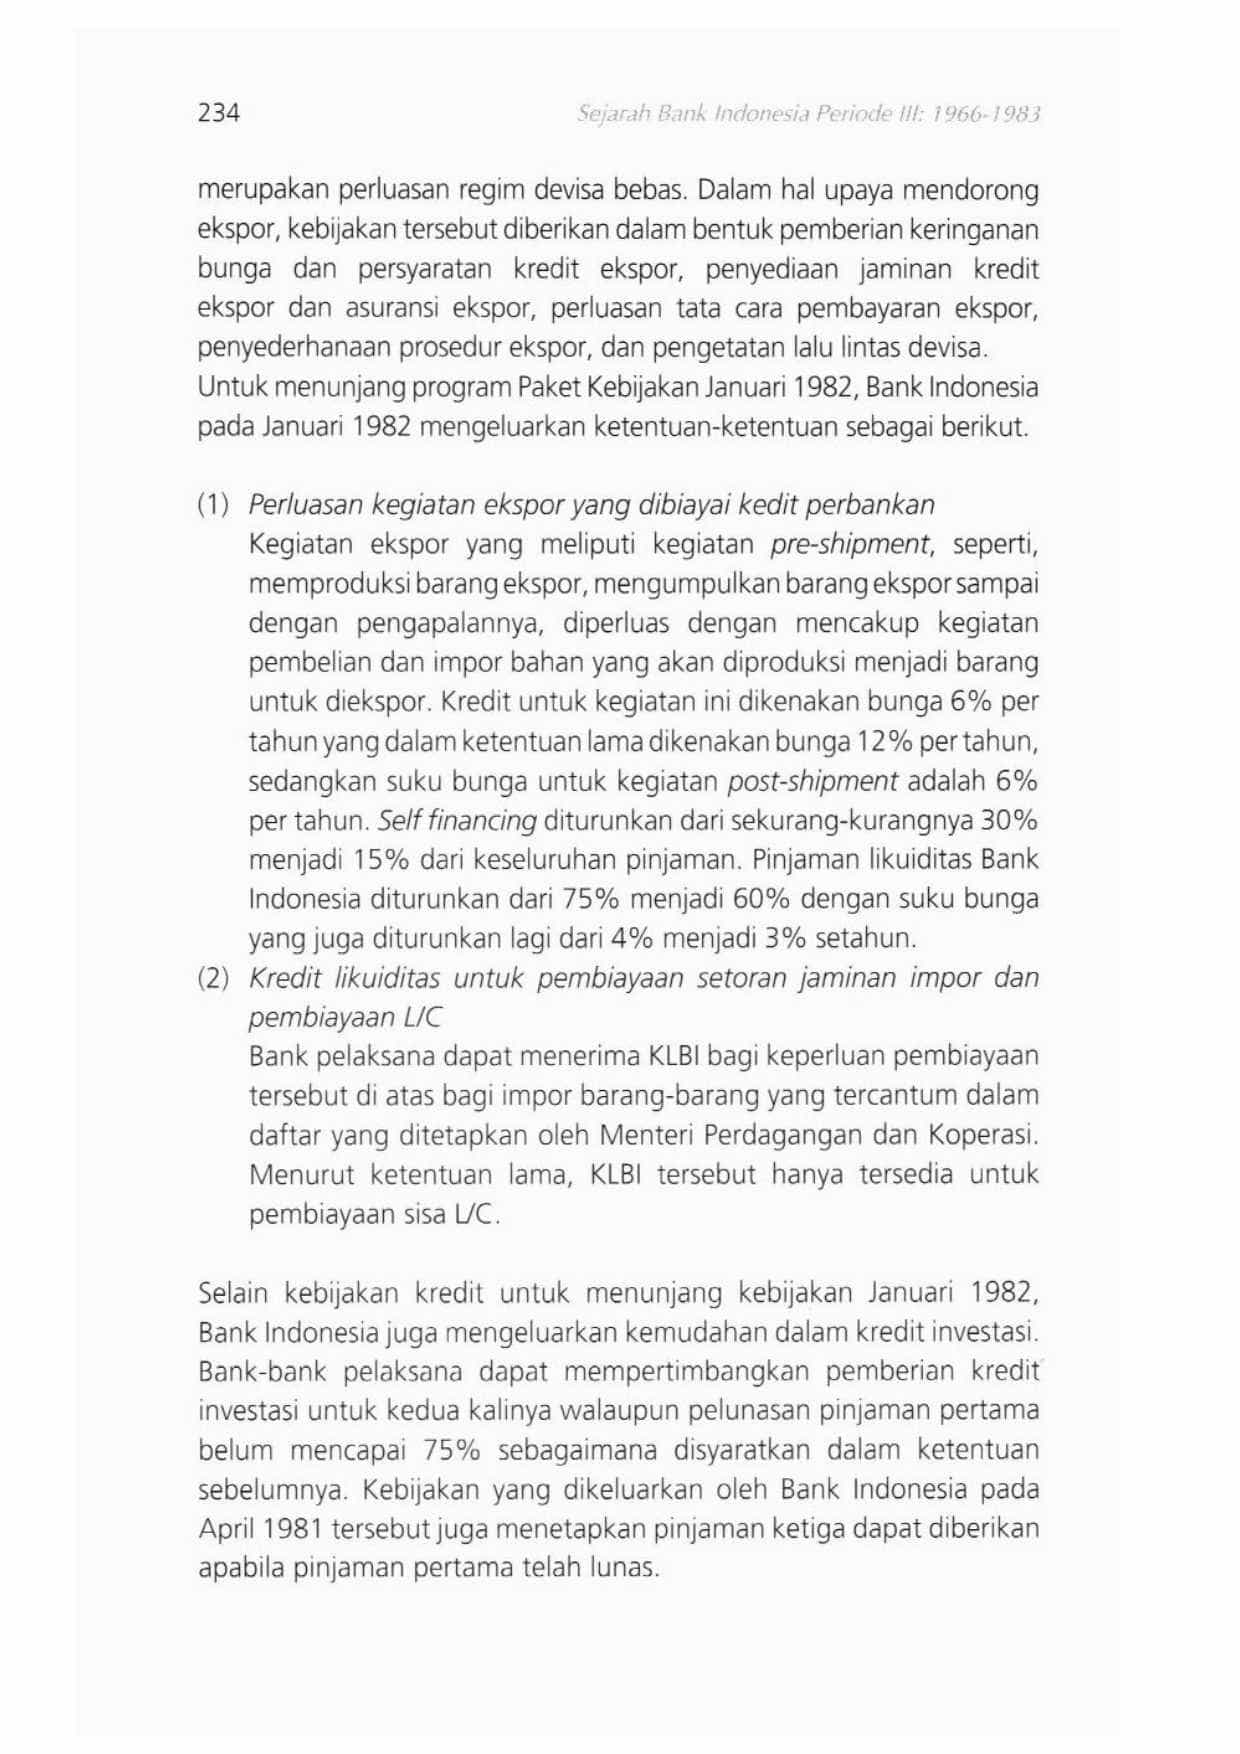 234
Sejarah Bank Indonesia Periode III: 1966-1983
merupakan perluasan regim devisa bebas. Dalam hal upaya mendorong
ekspor, kebijakan tersebut diberikan dalam bentuk pemberian keringanan
bunga dan persyaratan kredit ekspor, penyediaan jaminan kredit
ekspor dan asuransi ekspor, perluasan tata cara pembayaran ekspor,
penyederhanaan prosedur ekspor, dan pengetatan lalu lintas devisa.
Untuk menunjang program Paket Kebijakan Januari 1982, Bank Indonesia
pada Januari 1982 mengeluarkan ketentuan-ketentuan sebagai berikut.
(1) Perluasan kegiatan ekspor yang dibiayai kedit perbankan
Kegiatan ekspor yang meliputi kegiatan pre-shipment, seperti,
memproduksi barang ekspor, mengumpulkan barang ekspor sampai
dengan pengapalannya, diperluas dengan mencakup kegiatan
pembelian dan impor bahan yang akan diproduksi menjadi barang
untuk diekspor. Kredit untuk kegiatan ini dikenakan bunga 6% per
tahun yang dalam ketentuan lama dikenakan bunga 12% per tahun,
sedangkan suku bunga untuk kegiatan post-shipment adalah 6%
per tahun. Self financing diturunkan dari sekurang-kurangnya 30%
menjadi 15% dari keseluruhan pinjaman. Pinjaman likuiditas Bank
Indonesia diturunkan dari 75% menjadi 60% dengan suku bunga
yang juga diturunkan lagi dari 4% menjadi 3% setahun.
(2) Kredit likuiditas untuk pembiayaan setoran jaminan impor dan
pembiayaan L/C
Bank pelaksana dapat menerima KLBI bagi keperluan pembiayaan
tersebut di atas bagi impor barang-barang yang tercantum dalam
daftar yang ditetapkan oleh Menteri Perdagangan dan Koperasi.
Menurut ketentuan lama, KLBI tersebut hanya tersedia untuk
pembiayaan sisa L/C.
Selain kebijakan kredit untuk menunjang kebijakan Januari 1982,
Bank Indonesia juga mengeluarkan kemudahan dalam kredit investasi.
Bank-bank pelaksana dapat mempertimbangkan pemberian kredit
investasi untuk kedua kalinya walaupun pelunasan pinjaman pertama
belum mencapai 75% sebagaimana disyaratkan dalam ketentuan
sebelumnya. Kebijakan yang dikeluarkan oleh Bank Indonesia pada
April 1981 tersebut juga menetapkan pinjaman ketiga dapat diberikan
apabila pinjaman pertama telah lunas.